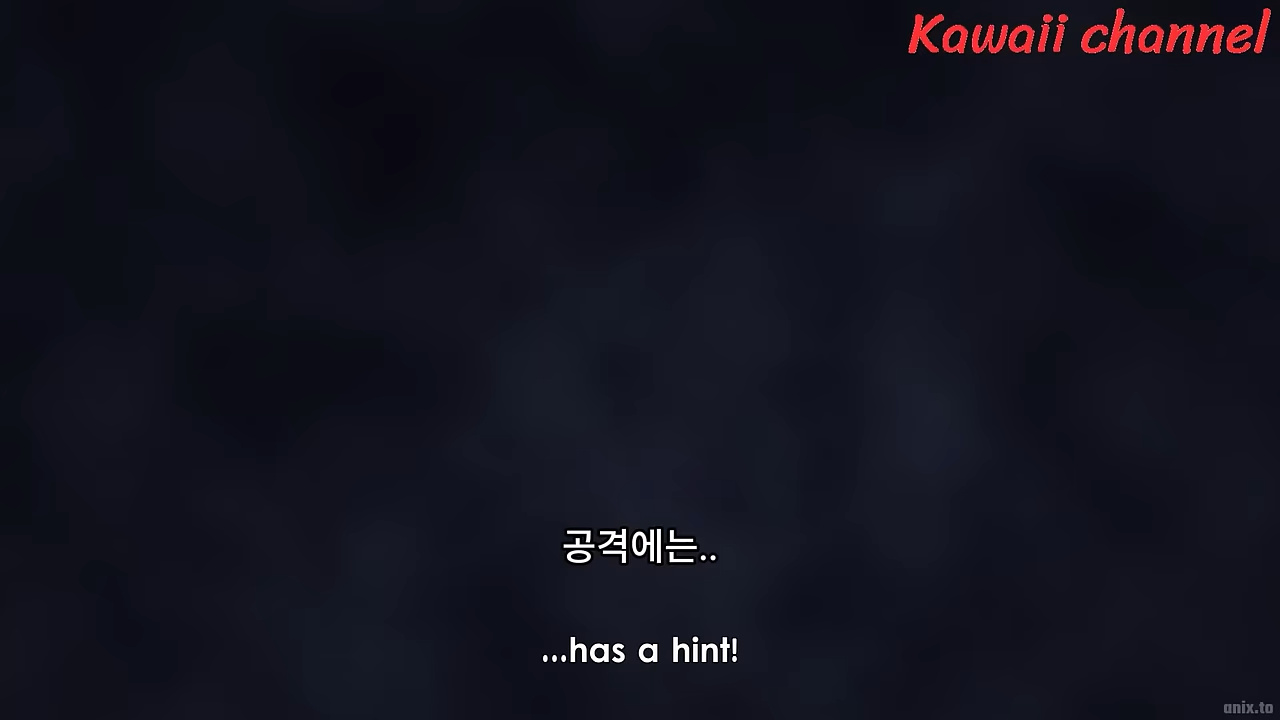 Kawaii channel
공격에는..
...has a hint!
anix.to